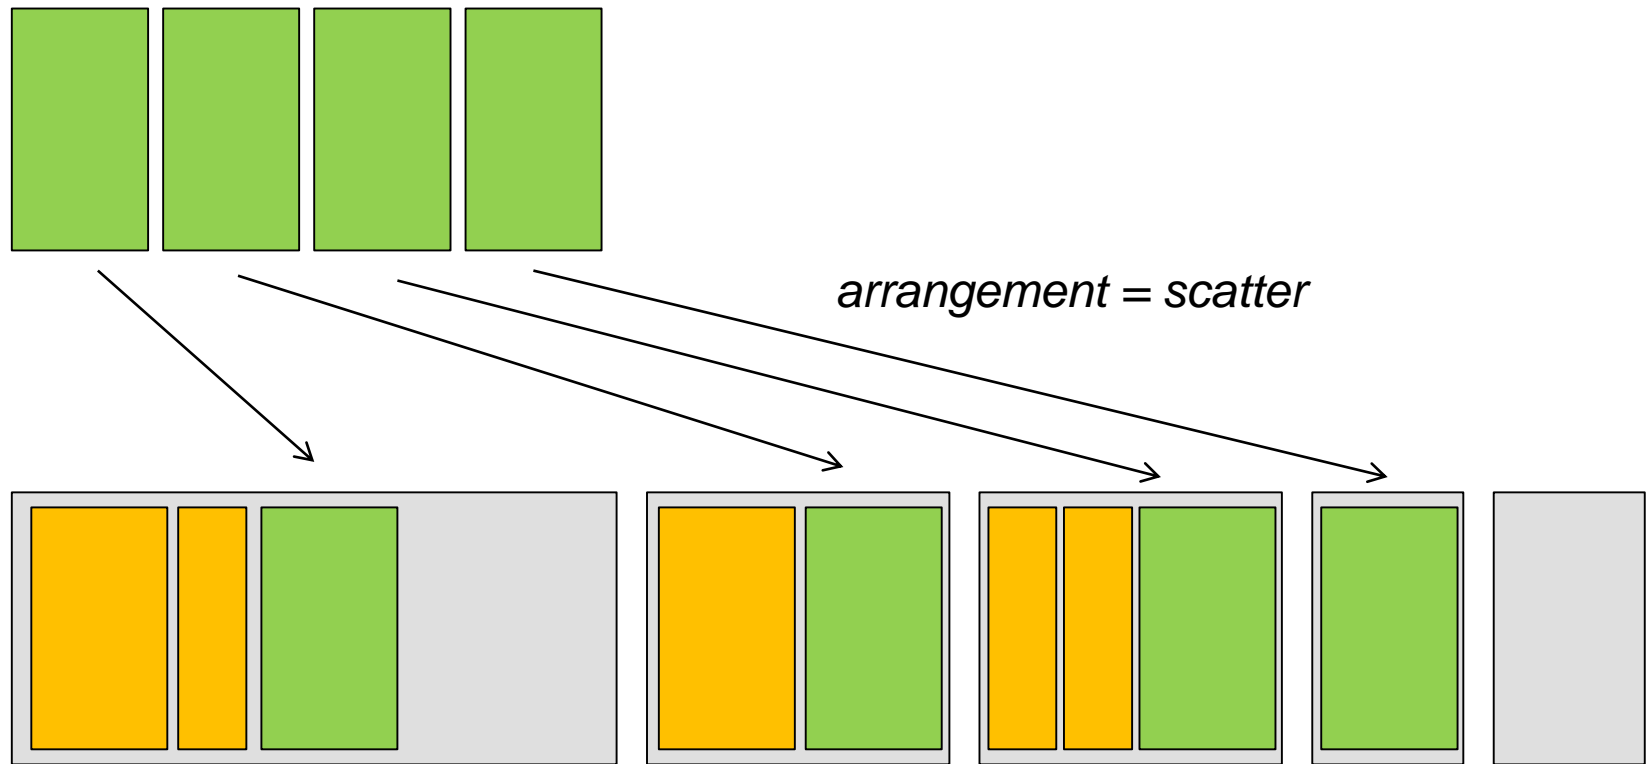 arrangement = scatter